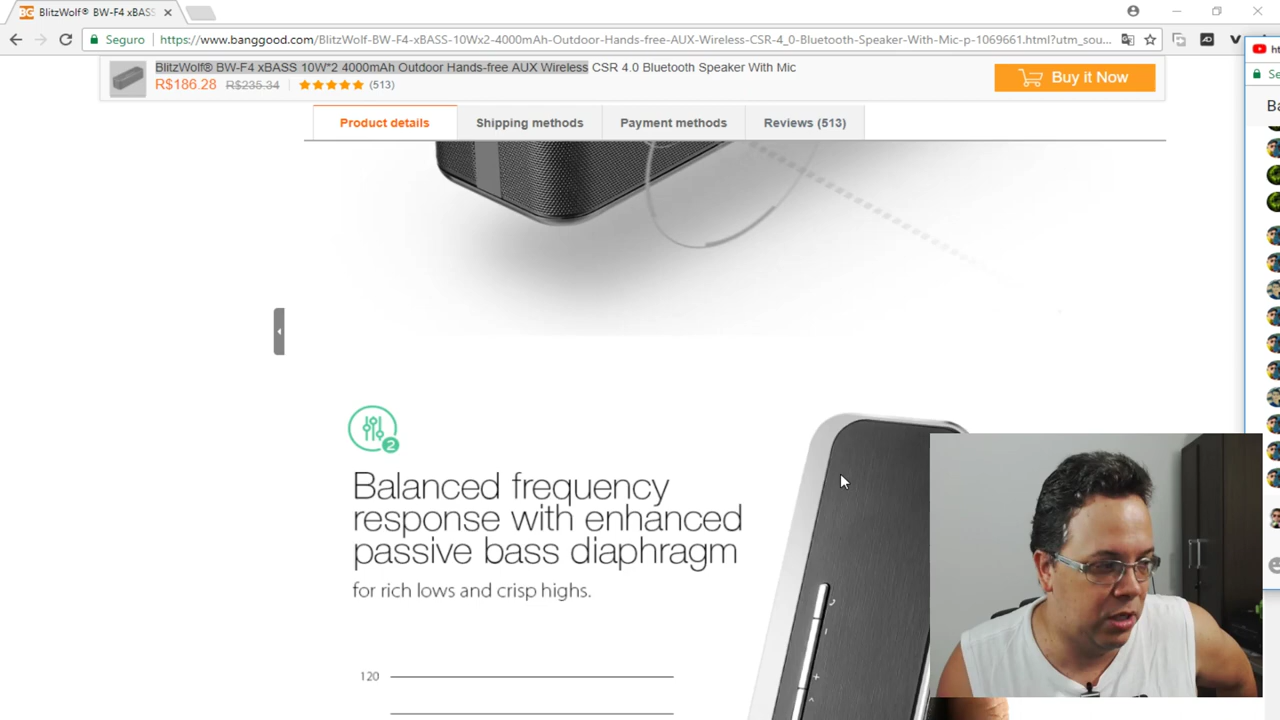 BG BlitzWolf® BW-F4 xBASS
Seguro https://www.banggood.com/BlitzWolf-BW-F4-xBASS-10Wx2-4000mAh-Outdoor-Hands-free-AUX-Wireless-CSR-4_0-Bluetooth-Speaker-With-Mic-p-1069661.html?utm_sou...
BlitzWolf® BW-F4 xBASS 10W*2 4000mAh Outdoor Hands-free AUX Wireless CSR 4.0 Bluetooth Speaker With Mic
R$186.28 R$235.34 (513)
Buy it Now
Product details Shipping methods Payment methods Reviews (513)
2
Balanced frequency
response with enhanced
passive bass diaphragm
for rich lows and crisp highs.
120